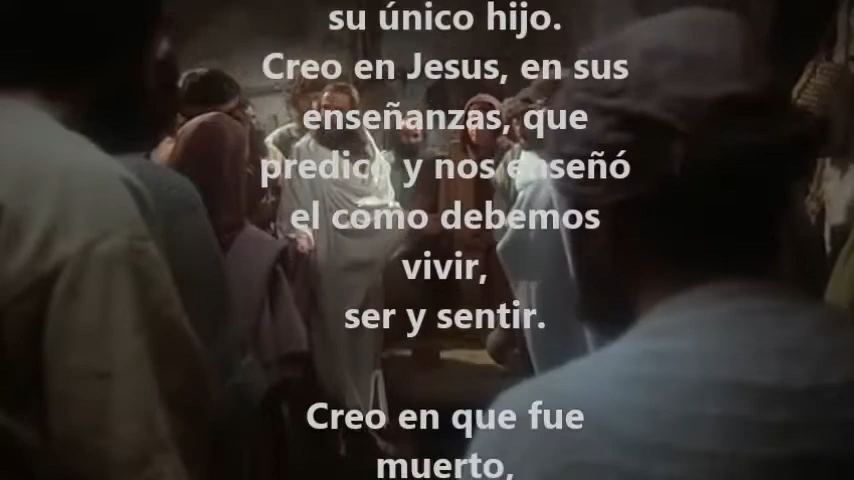 su único hijo.
Creo en Jesus, en sus
enseñanzas, que
predicó y nos enseñó
el cómo debemos
vivir,
ser y sentir.
Creo en que fue
muerto,